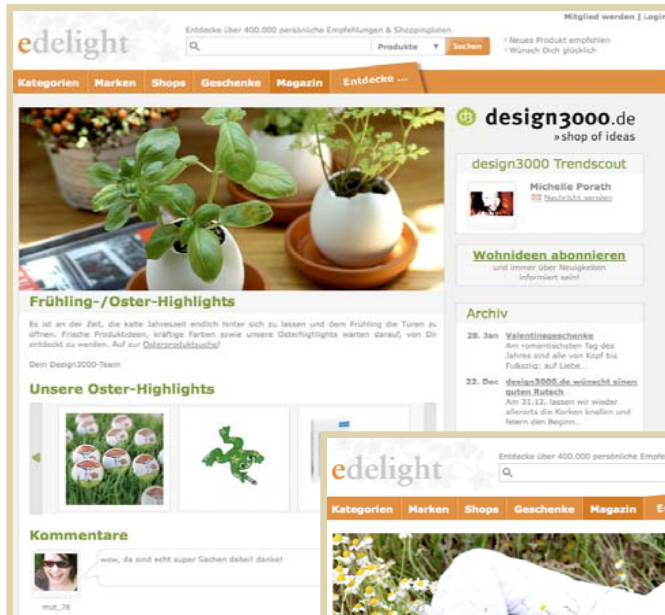 Mitglied werden | Login
edelight
Entdecke über 400.000 persönliche Empfehlungen & Shoppinglisten
Produkte ▼ Suchen
› Neues Produkt empfehlen
› Wünsch Dich glücklich
Kategorien Marken Shops Geschenke Magazin Entdecke ...
design3000.de
»shop of ideas
design3000 Trendscout
Michelle Porath
Nachricht senden
Wohnideen abonnieren
und immer über Neuigkeiten
informiert sein!
Frühling-/Oster-Highlights
Es ist an der Zeit, die kalte Jahreszeit endlich hinter sich zu lassen und dem Frühling die Türen zu
öffnen. Frische Produktideen, kräftige Farben sowie unsere Osterhighlights warten darauf, von Dir
entdeckt zu werden. Auf zur Osterproduktsuche!
Dein Design3000-Team
Archiv
28. Jan Valentinsgeschenke
Am romantischsten Tag des
Jahres sind alle von Kopf bis
Fuß auf Liebe..
22. Dec design3000.de wünscht einen
guten Rutsch
Am 31.12. lassen wir wieder
allerorts die Korken knallen und
feiern den Beginn...
Unsere Oster-Highlights
Kommentare
wow, da sind echt super Sachen dabei! danke!
mut_78
edelight
Entdecke über 400.000 persönliche Empfe
Kategorien Marken Shops Geschenke Magazin E